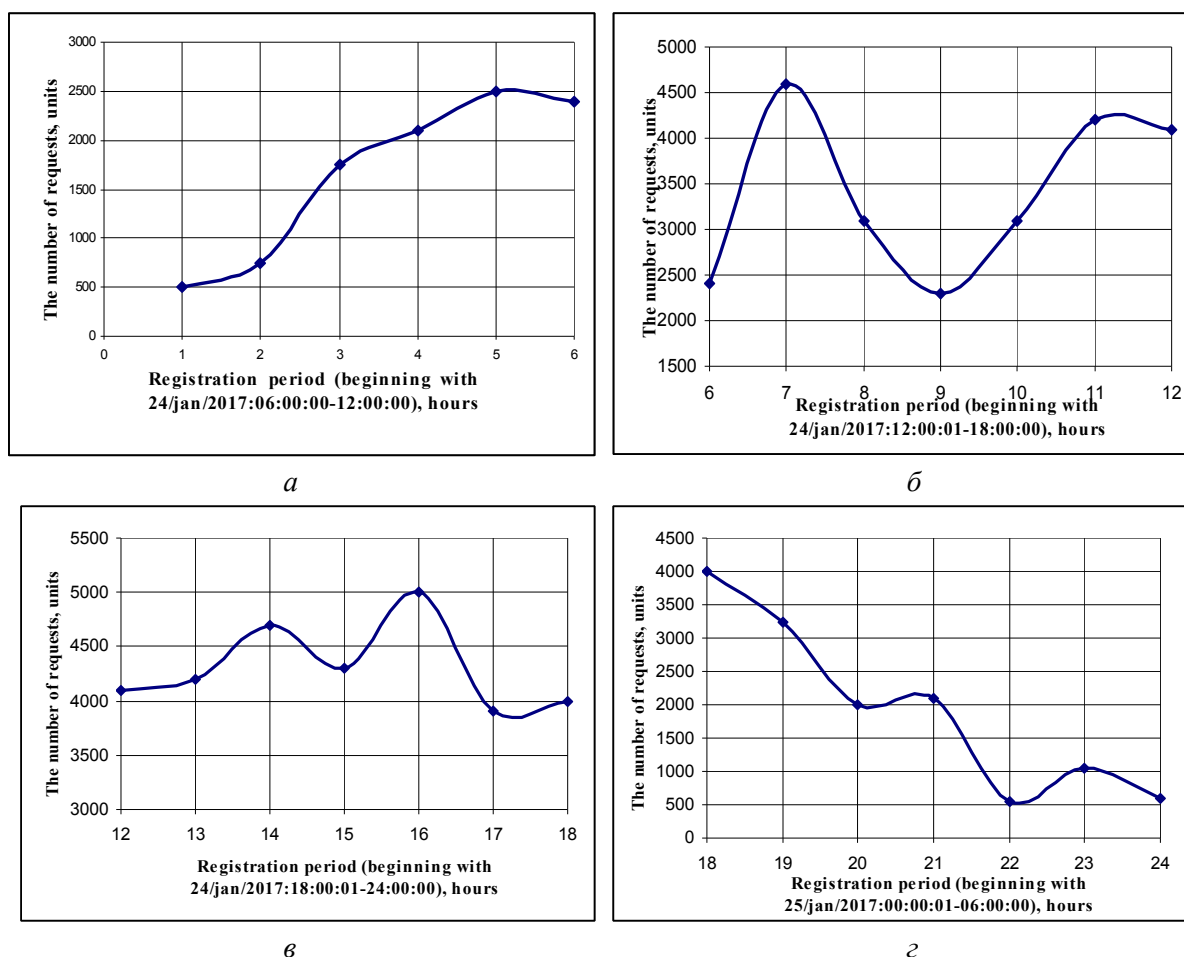 The number of requests, units
3000
2500
2000
1500
1000
500
0
0 1 2 3 4 5 6
Registration period (beginning with
24/jan/2017:06:00:00-12:00:00), hours
а
The number of requests, units
5000
4500
4000
3500
3000
2500
2000
1500
6 7 8 9 10 11 12
Registration period (beginning with
24/jan/2017:12:00:01-18:00:00), hours
б
The number of requests, units
5500
5000
4500
4000
3500
3000
12 13 14 15 16 17 18
Registration period (beginning with
24/jan/2017:18:00:01-24:00:00), hours
в
The number of requests, units
4500
4000
3500
3000
2500
2000
1500
1000
500
0
18 19 20 21 22 23 24
Registration period (beginning with
25/jan/2017:00:00:01-06:00:00), hours
г